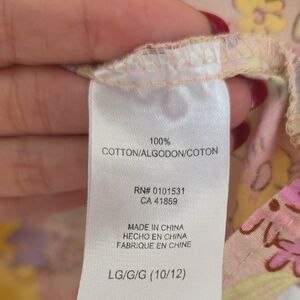 100%
COTTON/ALGODON/COTON
RN# 0101531
CA 41859
MADE IN CHINA
HECHO EN CHINA
FABRIQUE EN CHINE
LG/G/G (10/12)